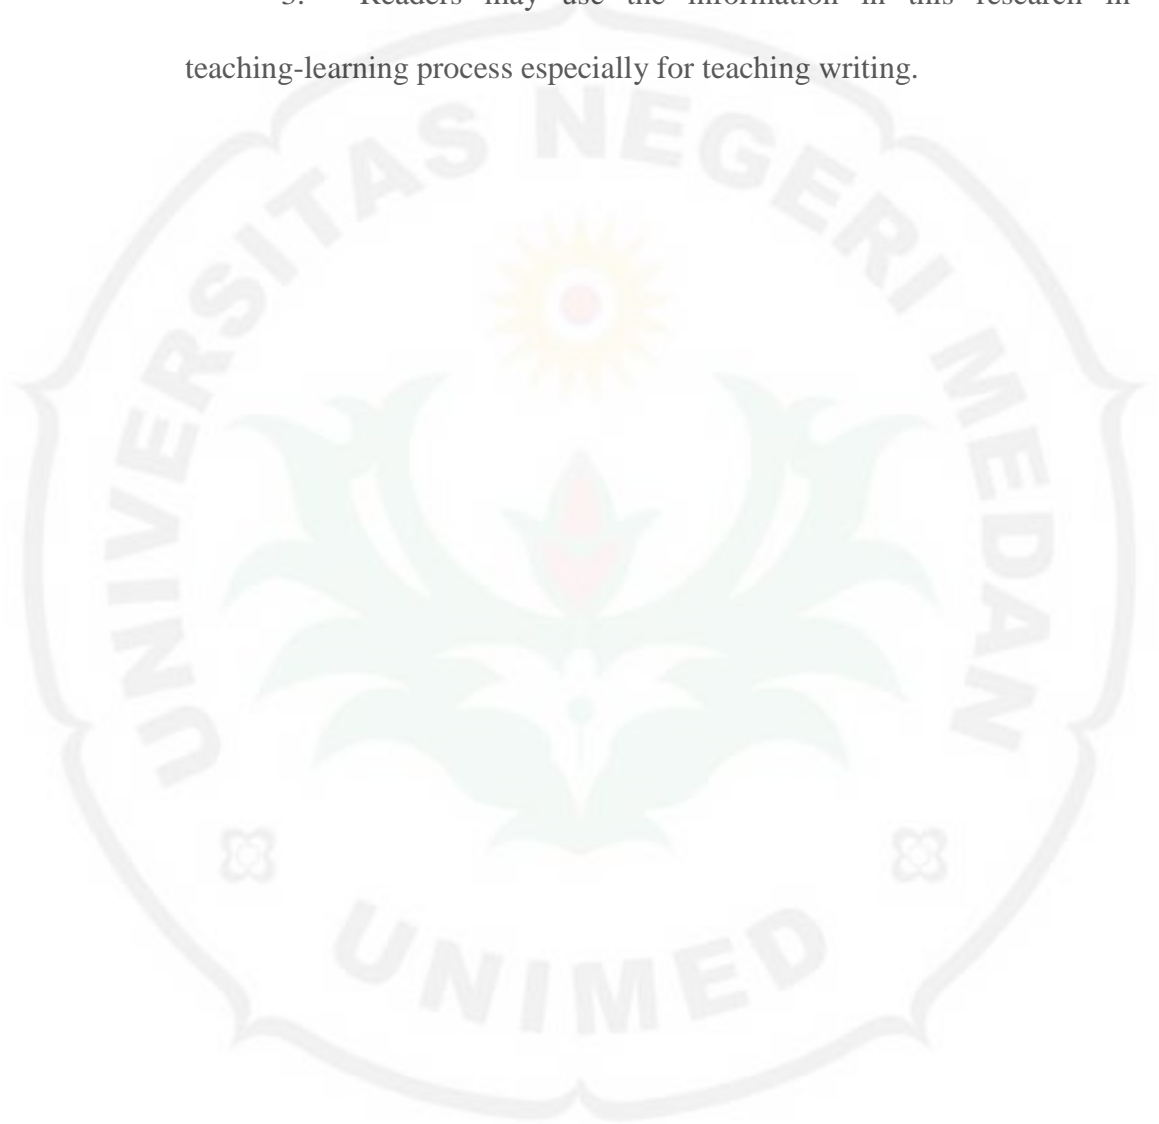 Readers may use the information in this research in
teaching-learning process especially for teaching writing.
UNIVERSITAS NEGERI MEDAN
UNIMED